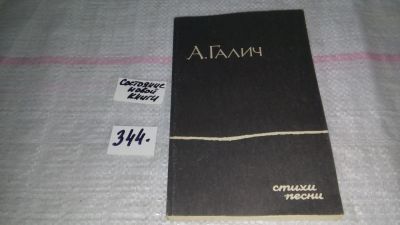 А. Галич
Состояние
новой
книги
344.
стихи
песни